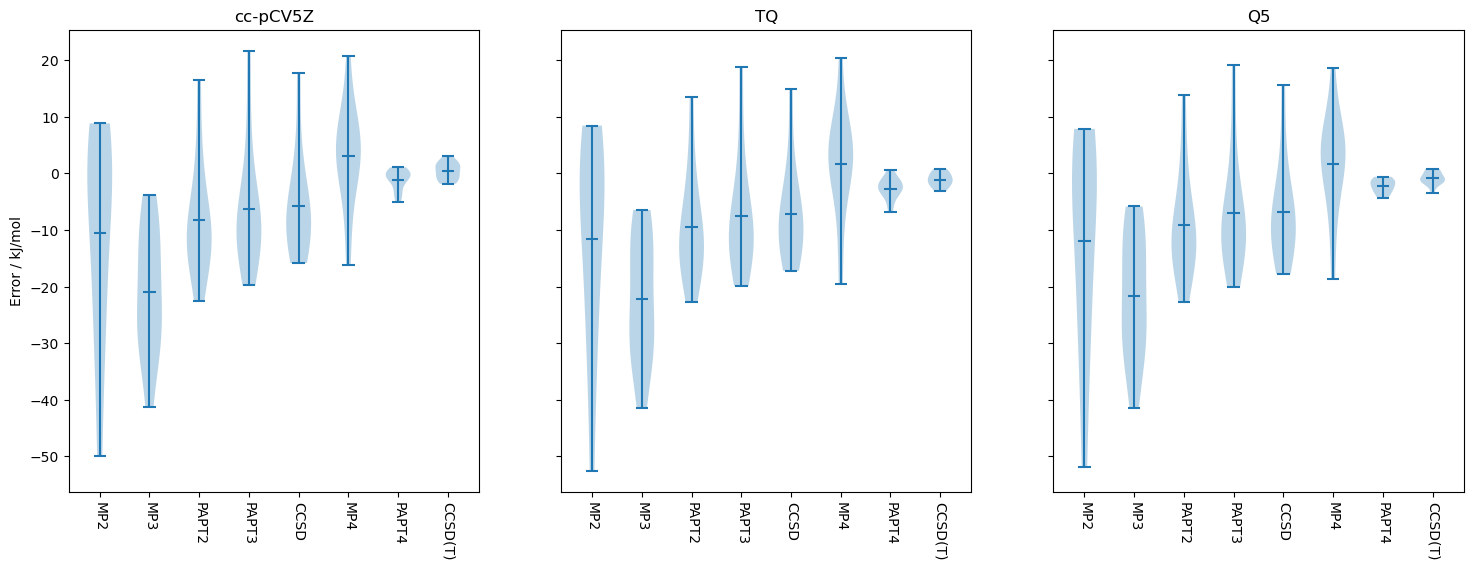 cc-pCV5Z
TQ
Q5
Error / kJ/mol
20
10
0
−10
−20
−30
−40
−50
MP2
MP3
PAPT2
PAPT3
CCSD
MP4
PAPT4
CCSD(T)
MP2
MP3
PAPT2
PAPT3
CCSD
MP4
PAPT4
CCSD(T)
MP2
MP3
PAPT2
PAPT3
CCSD
MP4
PAPT4
CCSD(T)